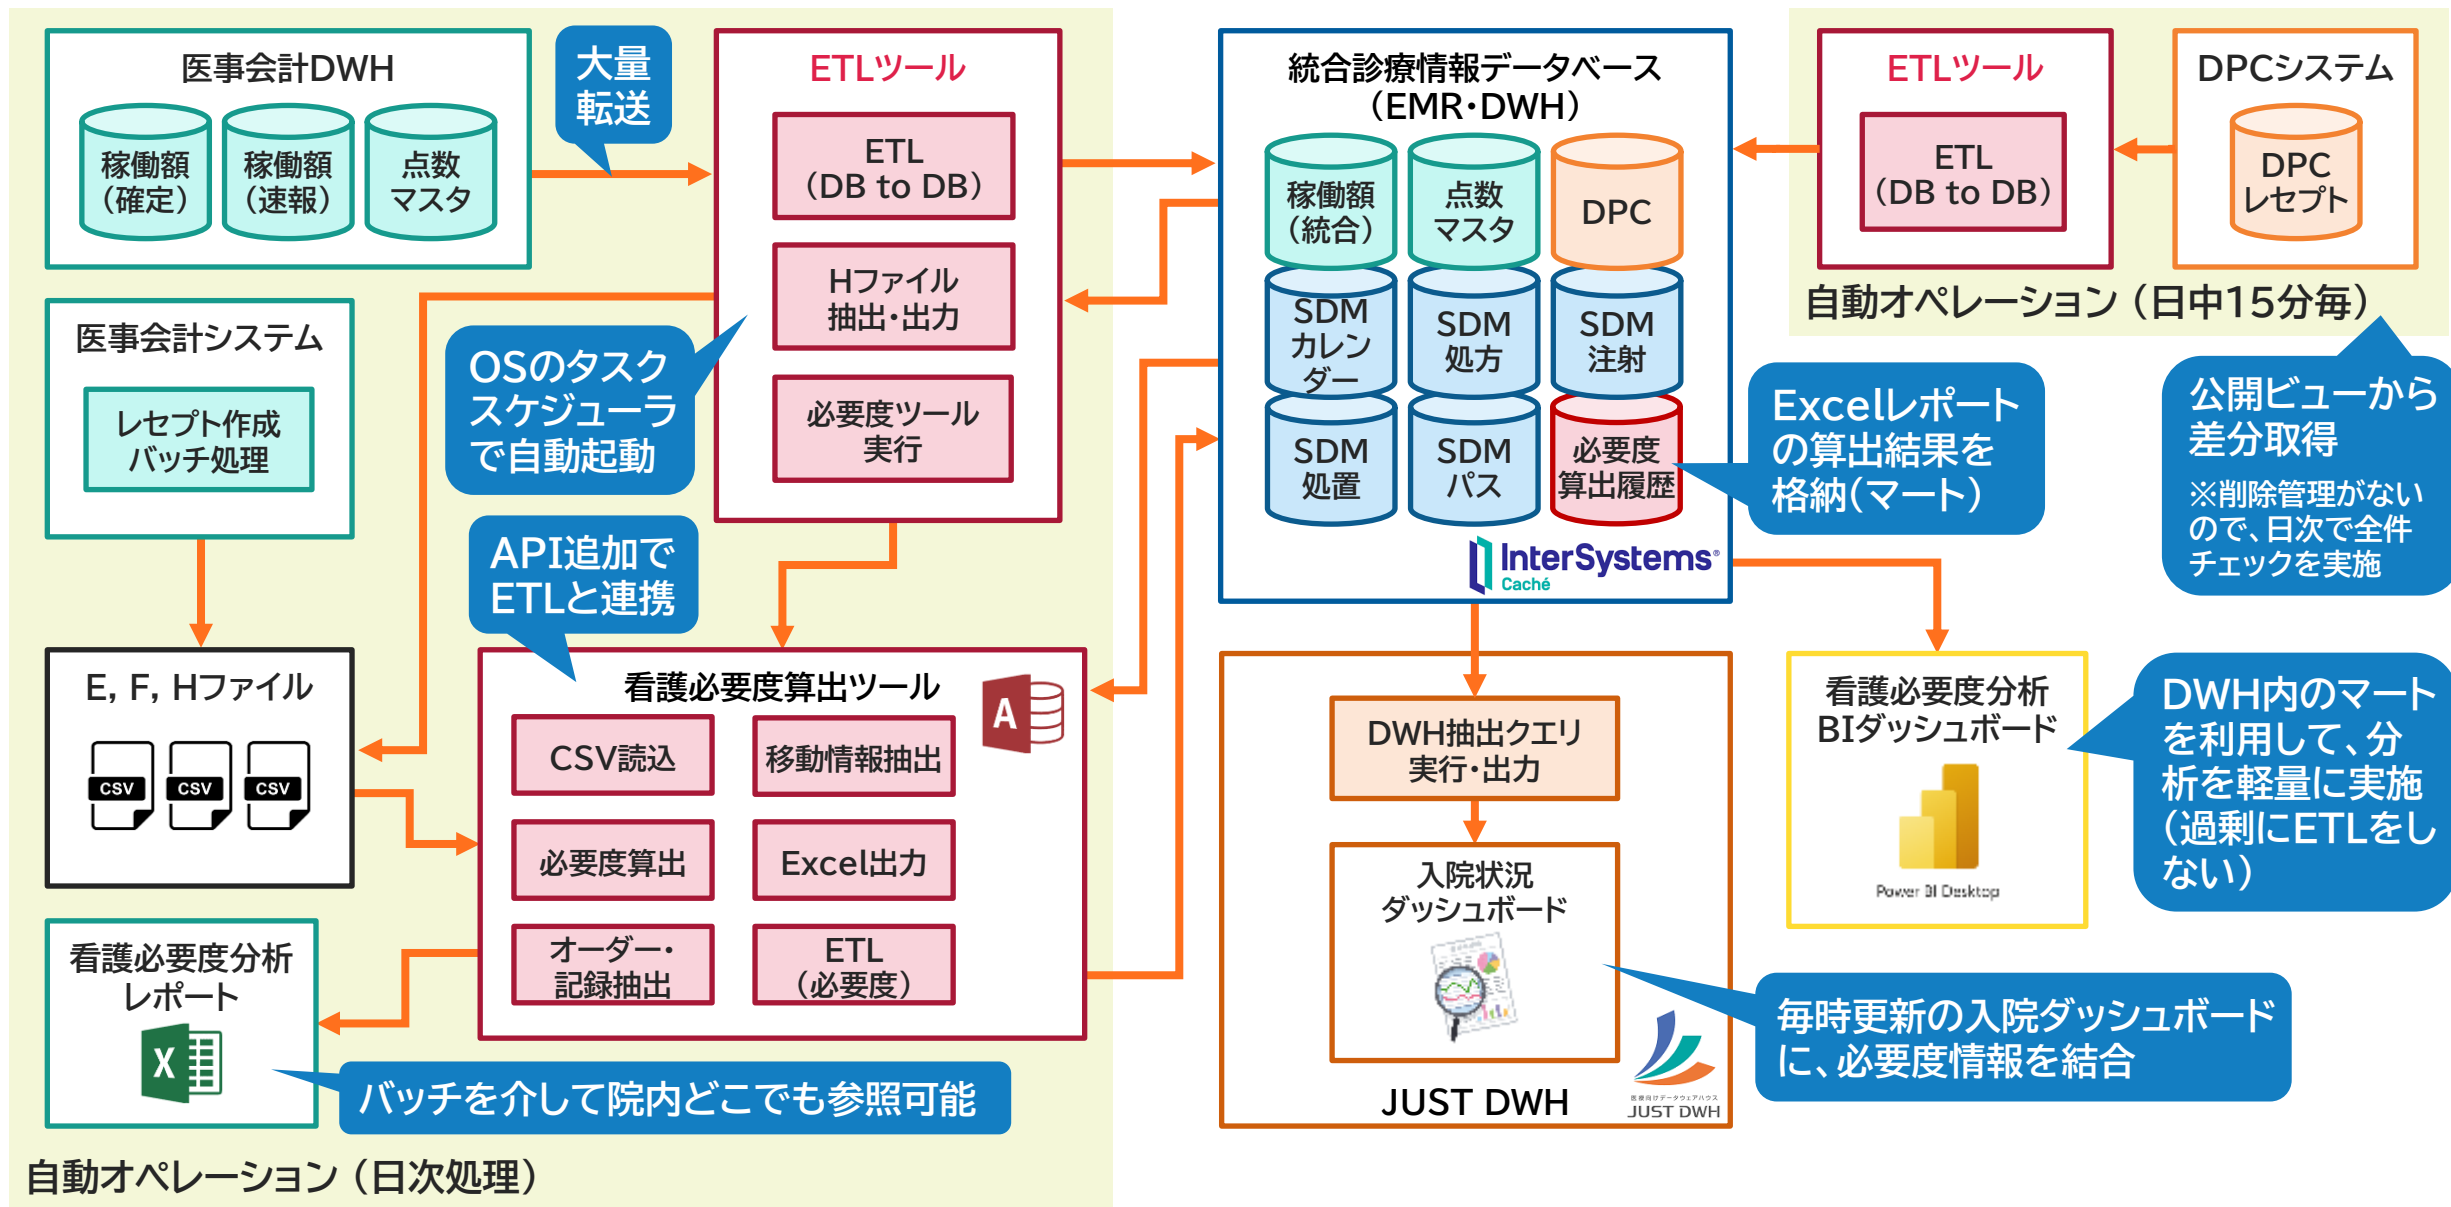 医事会計DWH
稼働額
（確定）
稼働額
（速報）
点数
マスタ
大量
転送
ETLツール
ETL
（DB to DB）
Hファイル
抽出・出力
必要度ツール
実行
統合診療情報データベース
（EMR・DWH）
稼働額
（統合）
点数
マスタ
DPC
SDM
カレン
ダー
SDM
処方
SDM
注射
SDM
処置
SDM
パス
必要度
算出履歴
InterSystems®
Caché
ETLツール
ETL
（DB to DB）
DPCシステム
DPC
レセプト
自動オペレーション（日中15分毎）
公開ビューから
差分取得
※削除管理がない
ので、日次で全件
チェックを実施
Excelレポート
の算出結果を
格納(マート)
医事会計システム
レセプト作成
バッチ処理
OSのタスク
スケジューラ
で自動起動
API追加で
ETLと連携
E, F, Hファイル
CSV
CSV
CSV
看護必要度算出ツール
A
CSV読込
移動情報抽出
必要度算出
Excel出力
オーダー・
記録抽出
ETL
（必要度）
看護必要度分析
レポート
X
バッチを介して院内どこでも参照可能
自動オペレーション（日次処理）
DWH抽出クエリ
実行・出力
入院状況
ダッシュボード
JUST DWH
医療向けデータウェアハウス
JUST DWH
看護必要度分析
BIダッシュボード
Power BI Desktop
DWH内のマート
を利用して、分
析を軽量に実施
（過剰にETLをし
ない）
毎時更新の入院ダッシュボード
に、必要度情報を結合